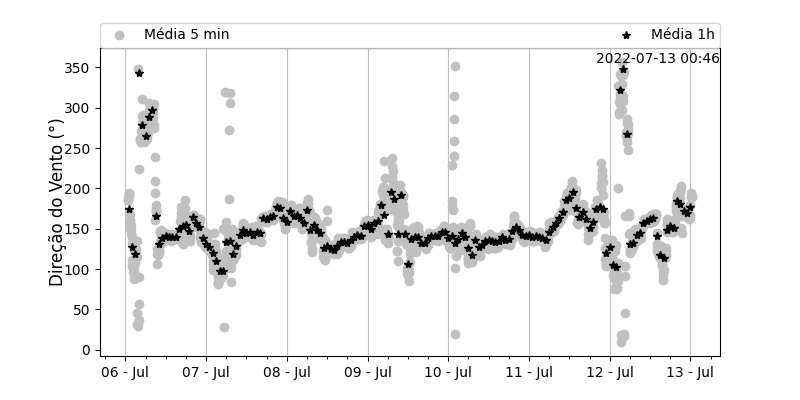 Média 5 min
Média 1h
2022-07-13 00:46
Direção do Vento (°)
350
300
250
200
150
100
50
0
06 - Jul
07 - Jul
08 - Jul
09 - Jul
10 - Jul
11 - Jul
12 - Jul
13 - Jul